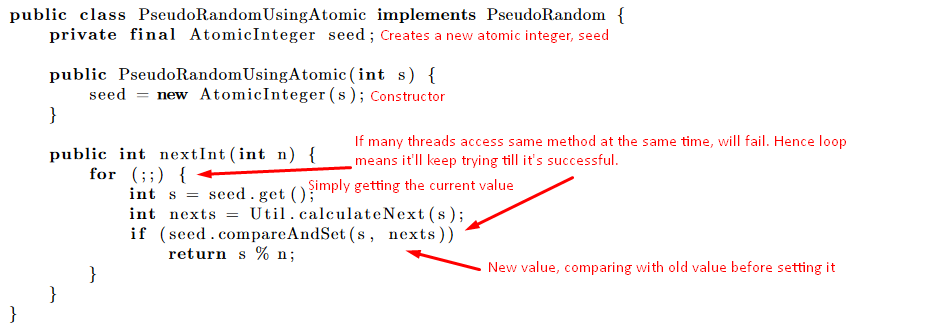 public class PseudoRandomUsingAtomic implements PseudoRandom {
private final AtomicInteger seed; Creates a new atomic integer, seed
public PseudoRandomUsingAtomic(int s) {
seed = new AtomicInteger(s); Constructor
}
If many threads access same method at the same time, will fail. Hence loop
means it'll keep trying till it's successful.
public int nextInt(int n) {
for (;;) {
Simply getting the current value
int s = seed.get();
int nexts = Util.calculateNext(s);
if (seed.compareAndSet(s, nexts))
return s % n;
New value, comparing with old value before setting it
}
}
}